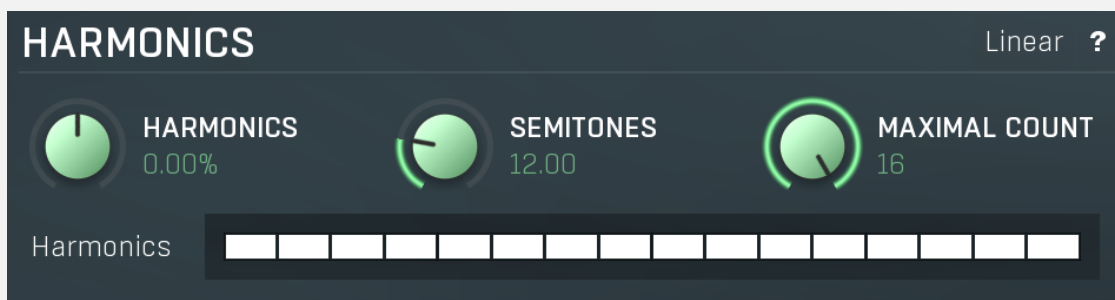 HARMONICS
Linear ?
HARMONICS
0.00%
SEMITONES
12.00
MAXIMAL COUNT
16
Harmonics